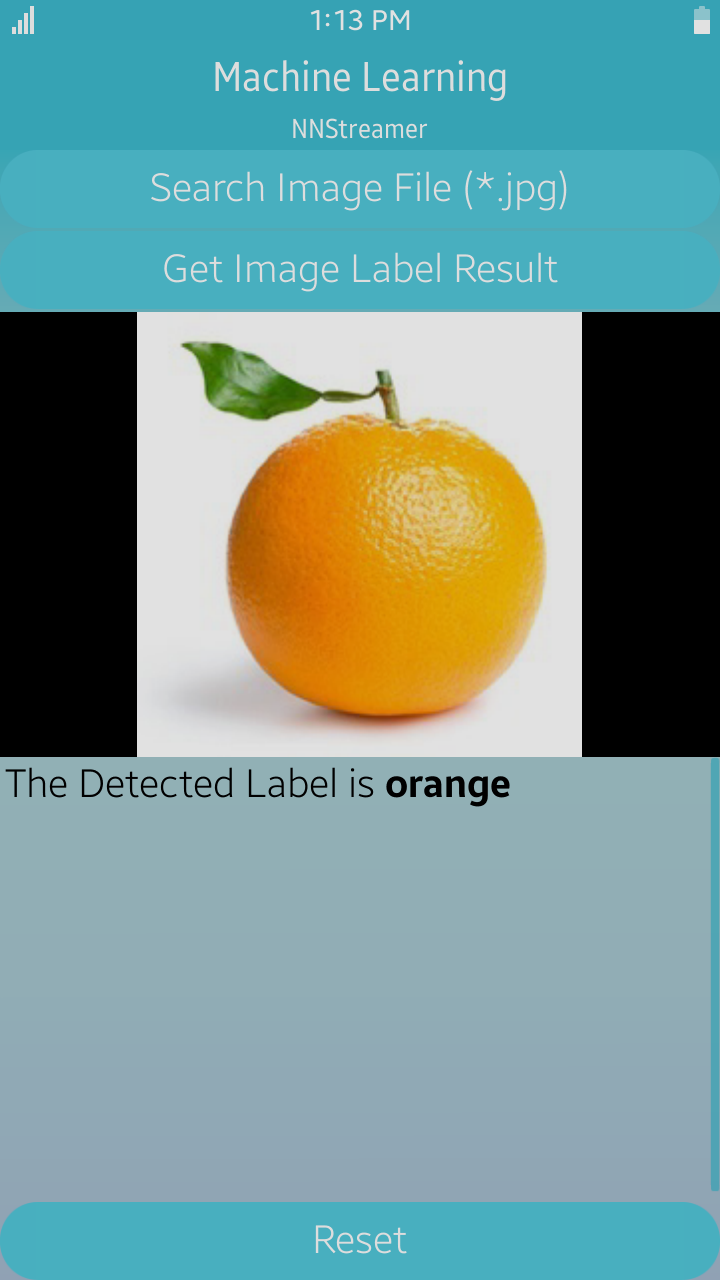 1:13 PM
Machine Learning
NNStreamer
Search Image File (*.jpg)
Get Image Label Result
The Detected Label is orange
Reset